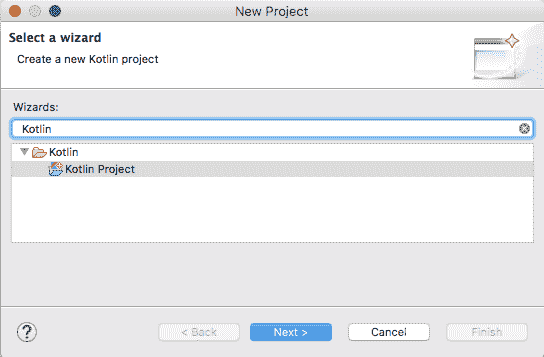 New Project
Select a wizard
Create a new Kotlin project
Wizards:
Kotlin
Kotlin
Kotlin Project
?
< Back
Next >
Cancel
Finish